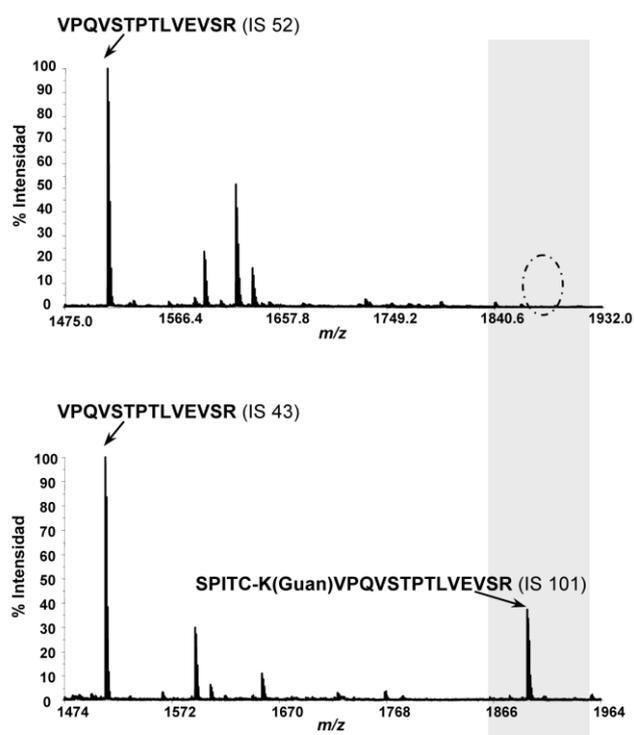 VPQVSTPTLVEVSR (IS 52)
100
90
80
70
60
50
40
30
20
10
0
% Intensidad
1475.0 1566.4 1657.8 1749.2 1840.6 1932.0
m/z
VPQVSTPTLVEVSR (IS 43)
100
90
80
70
60
50
40
30
20
10
0
% Intensidad
SPITC-K(Guan)VPQVSTPTLVEVSR (IS 101)
1474 1572 1670 1768 1866 1964
m/z